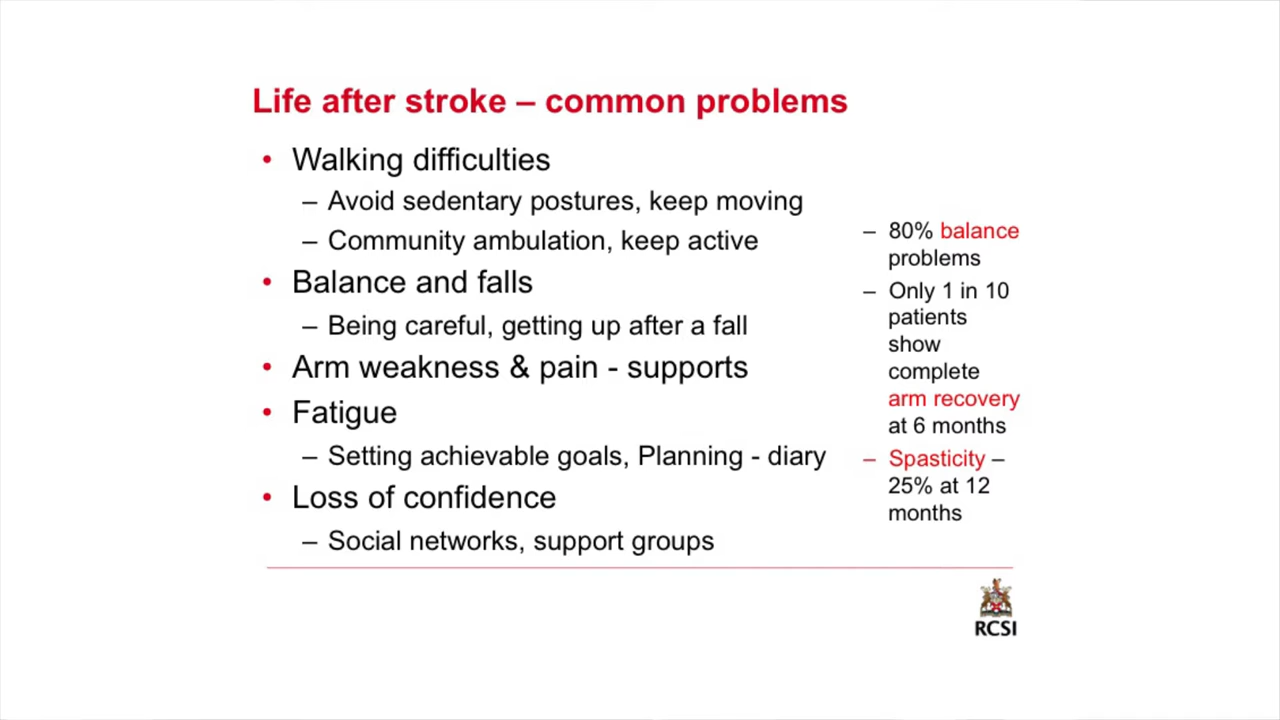 Life after stroke – common problems
• Walking difficulties
– Avoid sedentary postures, keep moving
– Community ambulation, keep active
• Balance and falls
– Being careful, getting up after a fall
• Arm weakness & pain - supports
• Fatigue
– Setting achievable goals, Planning - diary
• Loss of confidence
– Social networks, support groups
– 80% balance
problems
– Only 1 in 10
patients
show
complete
arm recovery
at 6 months
– Spasticity –
25% at 12
months
RCSI